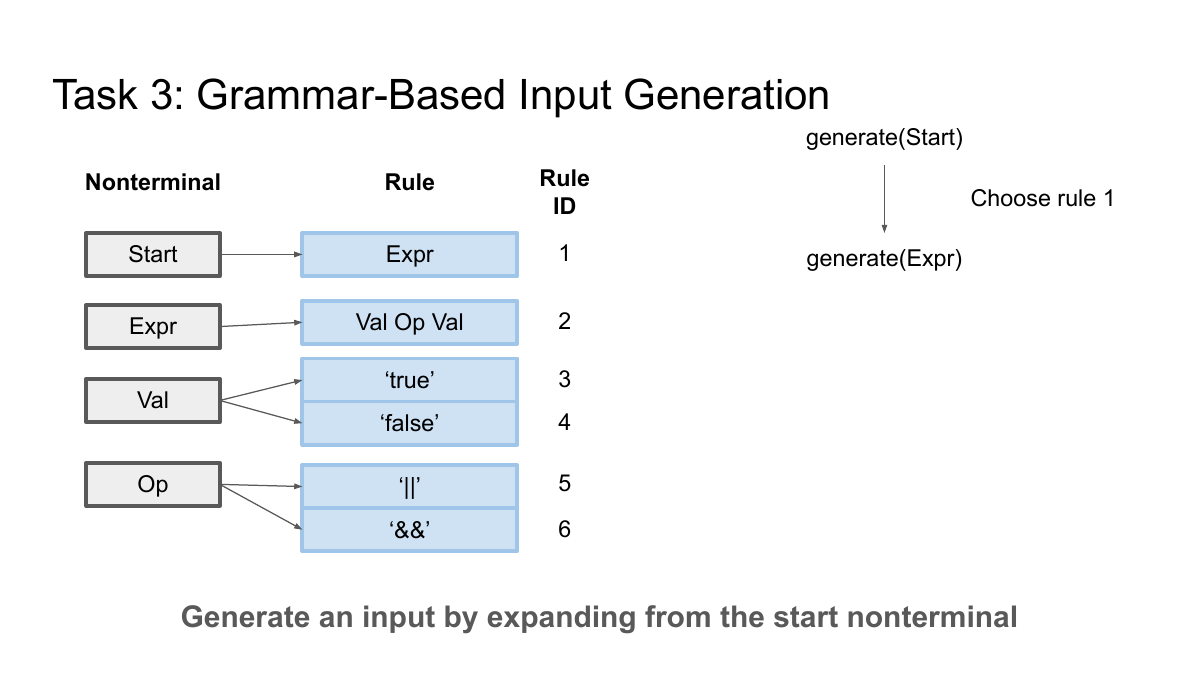 Task 3: Grammar-Based Input Generation
generate(Start)
Choose rule 1
generate(Expr)
Nonterminal
Rule
Rule
ID
Start
Expr
1
Expr
Val Op Val
2
Val
‘true’
3
‘false’
4
Op
‘||’
5
‘&&’
6
Generate an input by expanding from the start nonterminal